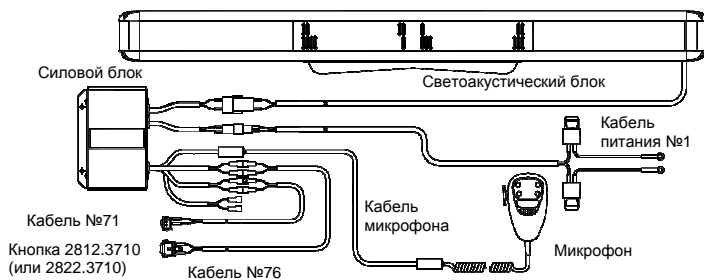 Силовой блок
Светоакустический блок
Кабель
питания №1
Кабель
микрофона
Микрофон
Кабель №71
Кнопка 2812.3710
(или 2822.3710)
Кабель №76